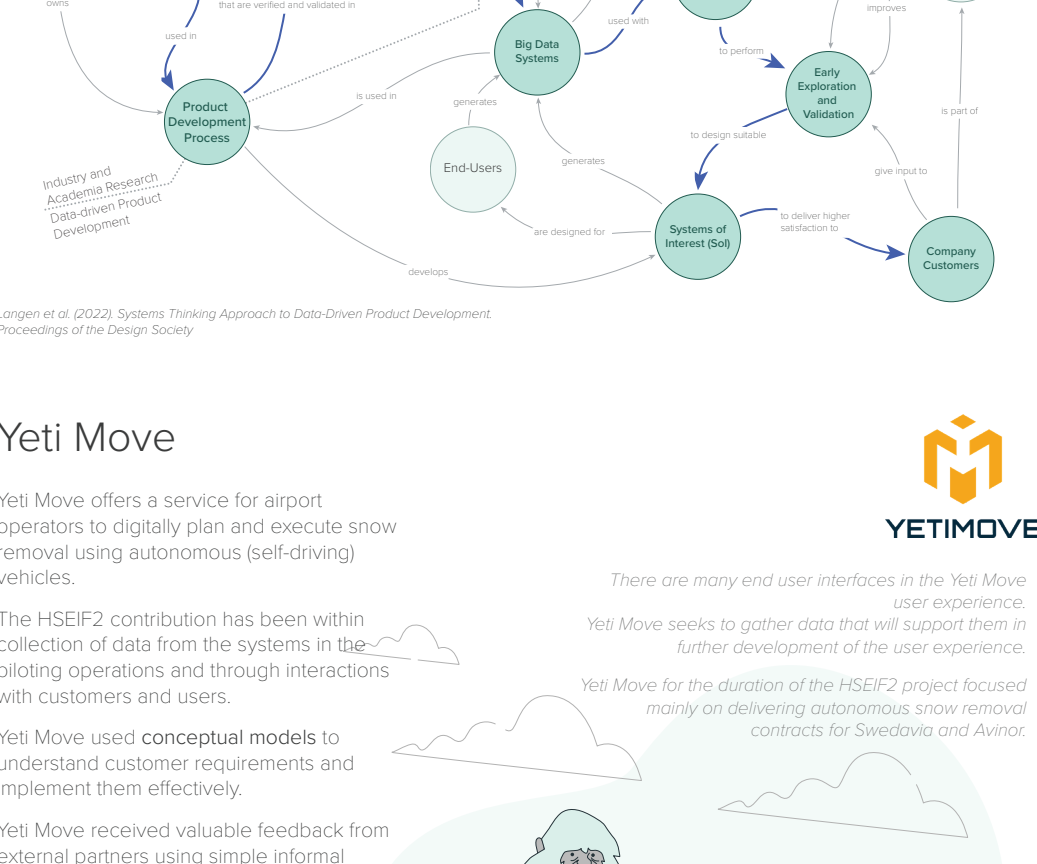 owns
that are verified and validated in
used in
used with
improves
to perform
Big Data
Systems
Early
Exploration
and
Validation
is used in
generates
Product
Development
Process
is part of
to design suitable
generates
End-Users
give input to
Industry and
Academia Research
Data-driven Product
Development
to deliver higher
satisfaction to
are designed for
Systems of
Interest (SoI)
Company
Customers
develops
Langen et al. (2022). Systems Thinking Approach to Data-Driven Product Development.
Proceedings of the Design Society
Yeti Move
YETIMOVE
Yeti Move offers a service for airport
operators to digitally plan and execute snow
removal using autonomous (self-driving)
vehicles.
The HSEIF2 contribution has been within
collection of data from the systems in the
piloting operations and through interactions
with customers and users.
Yeti Move used conceptual models to
understand customer requirements and
implement them effectively.
Yeti Move received valuable feedback from
external partners using simple informal
There are many end user interfaces in the Yeti Move
user experience.
Yeti Move seeks to gather data that will support them in
further development of the user experience.
Yeti Move for the duration of the HSEIF2 project focused
mainly on delivering autonomous snow removal
contracts for Swedavia and Avinor.